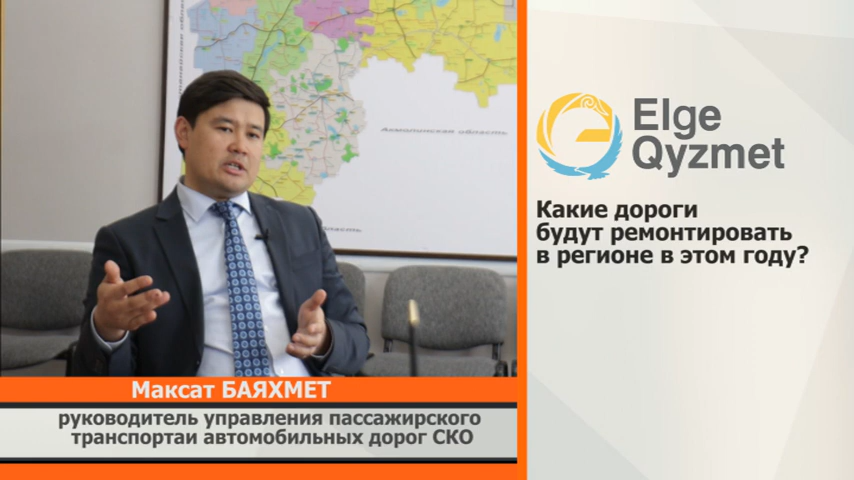 Акмолинская область
Elge
Qyzmet
Какие дороги
будут ремонтировать
в регионе в этом году?
Максат БАЯХМЕТ
руководитель управления пассажирского
транспортаи автомобильных дорог СКО